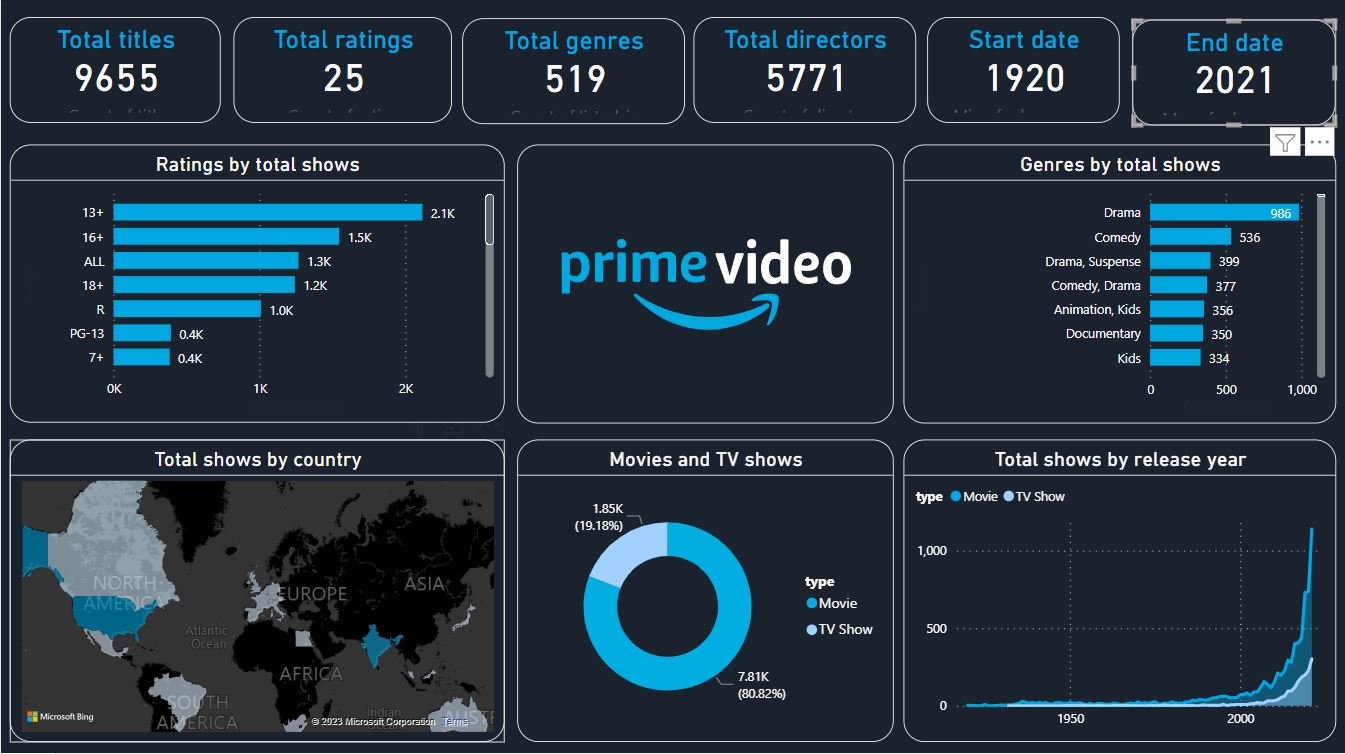 Total titles
9655
Total ratings
25
Total genres
519
Total directors
5771
Start date
1920
End date
2021
Ratings by total shows
13+ 2.1K
16+ 1.5K
ALL 1.3K
18+ 1.2K
R 1.0K
PG-13 0.4K
7+ 0.4K
0K 1K 2K
prime video
Genres by total shows
Drama 986
Comedy 536
Drama, Suspense 399
Comedy, Drama 377
Animation, Kids 356
Documentary 350
Kids 334
0 500 1,000
Total shows by country
NORTH
AMERICA
Atlantic
Ocean
EUROPE
ASIA
AFRICA
SOUTH
AMERICA
Indian
AUSTR
Microsoft Bing
© 2023 Microsoft Corporation Terms
Movies and TV shows
1.85K
(19.18%)
7.81K
(80.82%)
type
Movie
TV Show
Total shows by release year
type Movie TV Show
1,000
500
0
1950 2000